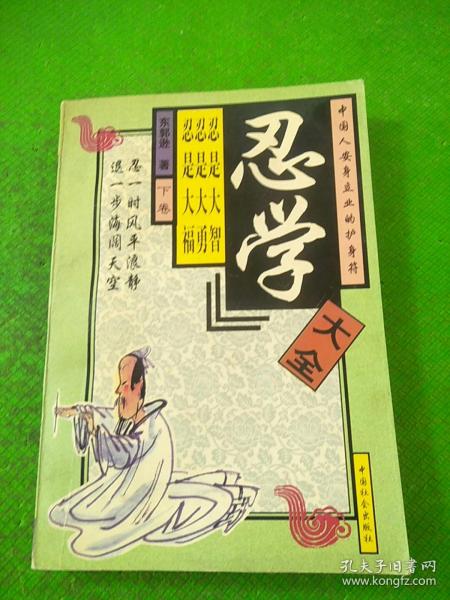 中国人安身立业的护身符
忍学
大全
忍是大智
忍是大勇
忍是大福
东郭逊 著
下卷
忍一时风平浪静
退一步海阔天空
中国社会出版社
孔夫子旧书网
www.kongfz.com